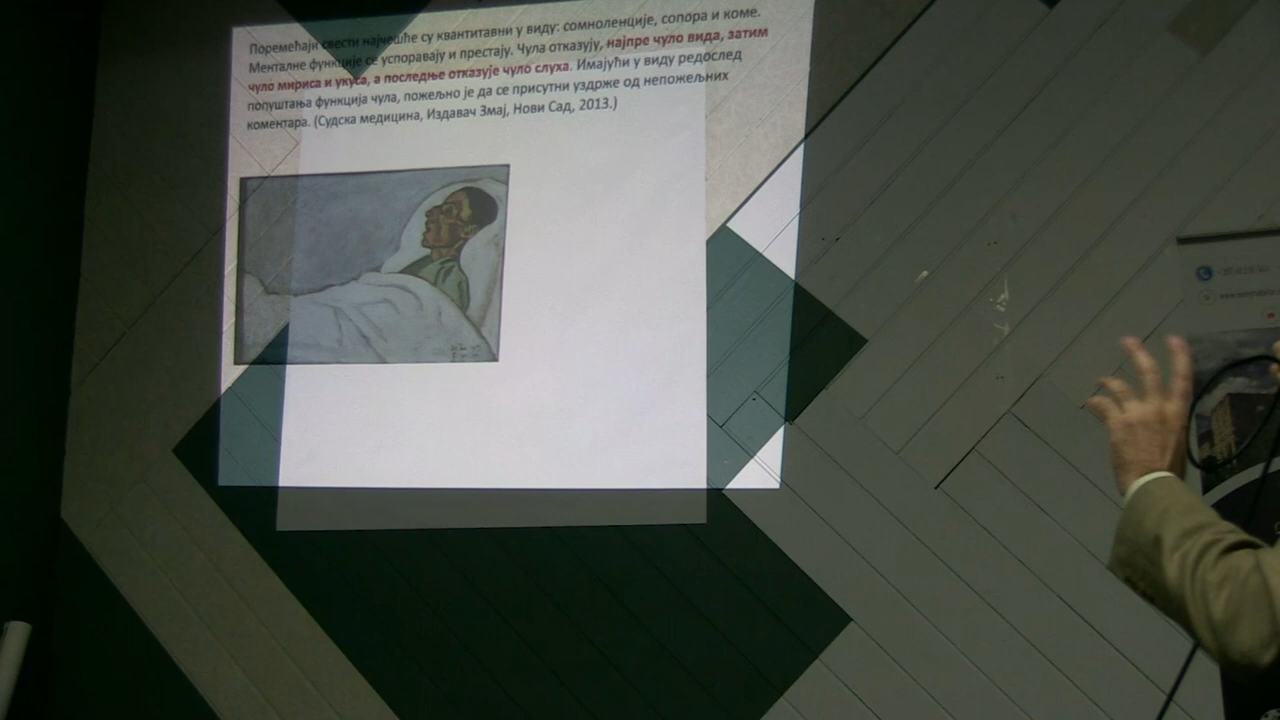 Поремећаји свести најчешће су квантитавни у виду: сомноленције, сопора и коме.
Менталне функције се успоравају и престају. Чула отказују, најпре чуло вида, затим
чуло мириса и укуса, а последње отказује чуло слуха. Имајући у виду редослед
попуштања функција чула, пожељно је да се присутни уздрже од непожељних
коментара. (Судска медицина, Издавач Змај, Нови Сад, 2013.)